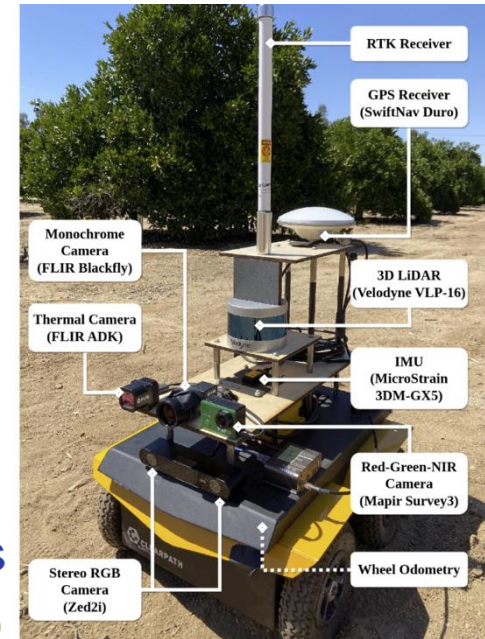 RTK Receiver
GPS Receiver
(SwiftNav Duro)
Monochrome
Camera
(FLIR Blackfly)
3D LiDAR
(Velodyne VLP-16)
Thermal Camera
(FLIR ADK)
IMU
(MicroStrain
3DM-GX5)
Red-Green-NIR
Camera
(Mapir Survey3)
s
CLEARPATH
Stereo RGB
Camera
(Zed2i)
Wheel Odometry